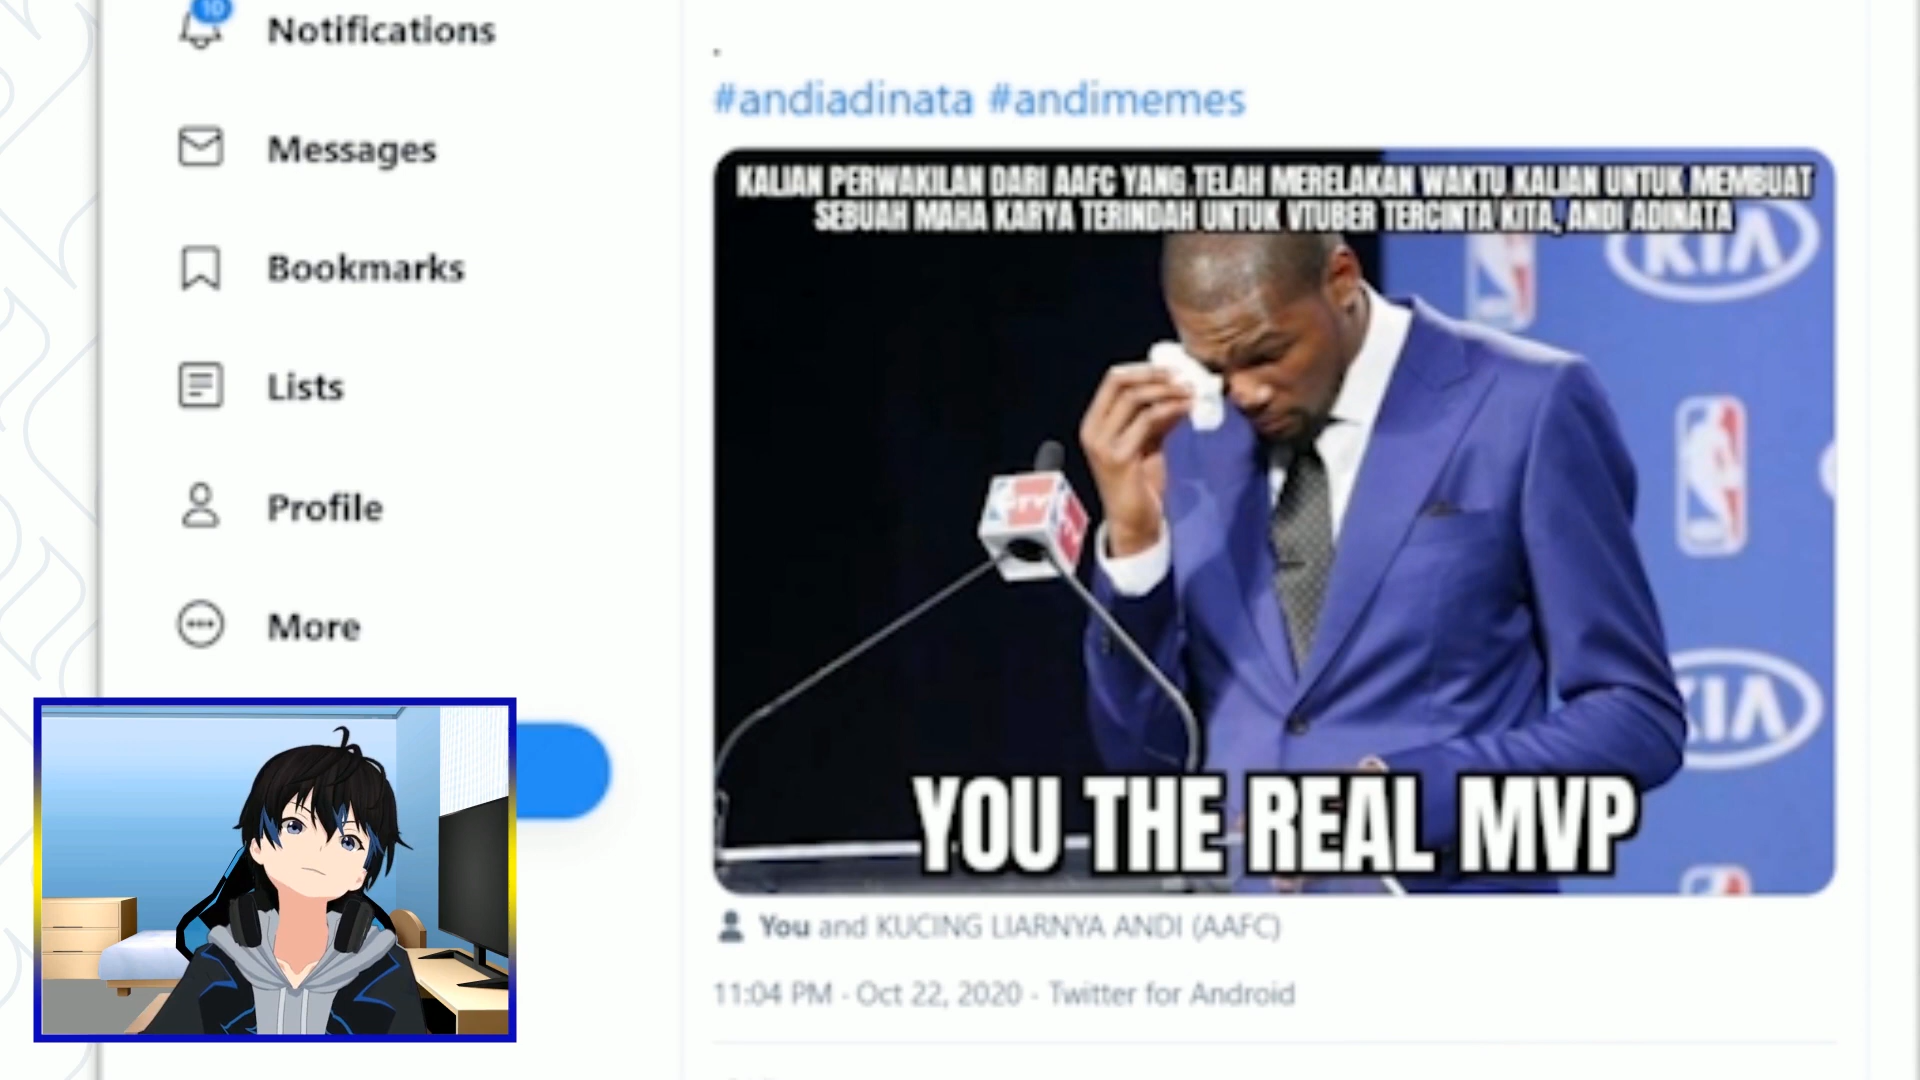 10
Notifications
Messages
Bookmarks
Lists
Profile
More
.
#andiadinata #andimemes
KALIAN PERWAKILAN DARI AAFC YANG TELAH MERELAKAN WAKTU KALIAN UNTUK MEMBUAT
SEBUAH MAHA KARYA TERINDAH UNTUK VTUBER TERCINTA KITA, ANDI ADINATA
KIA
KIA
YOU THE REAL MVP
You and KUCING LIARNYA ANDI (AAFC)
11:04 PM · Oct 22, 2020 · Twitter for Android